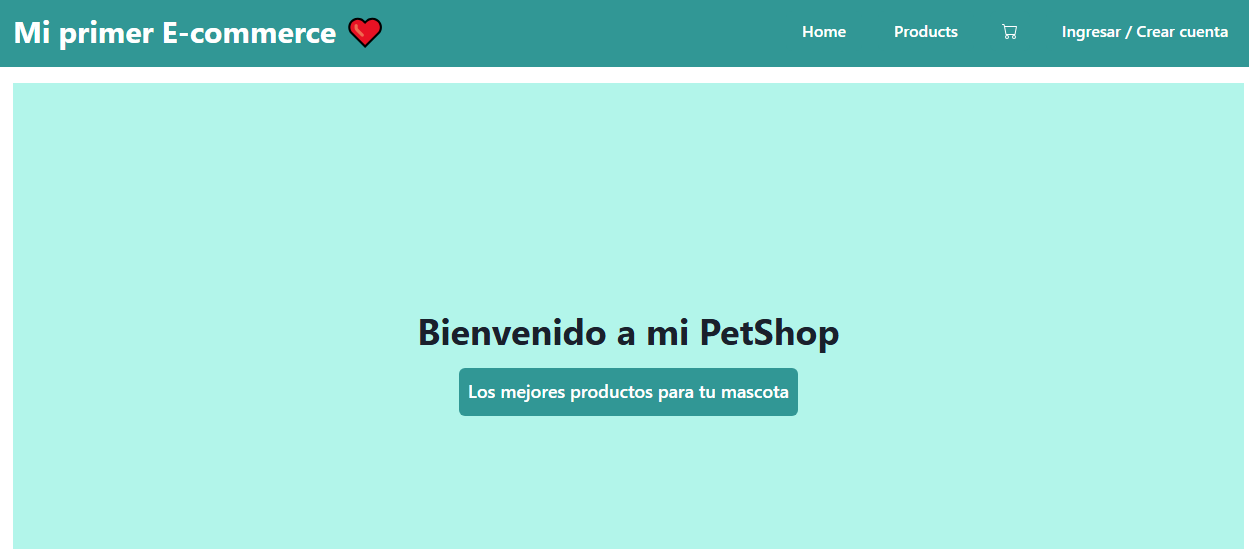 Mi primer E-commerce ❤️
Home Products Ingresar / Crear cuenta
Bienvenido a mi PetShop
Los mejores productos para tu mascota